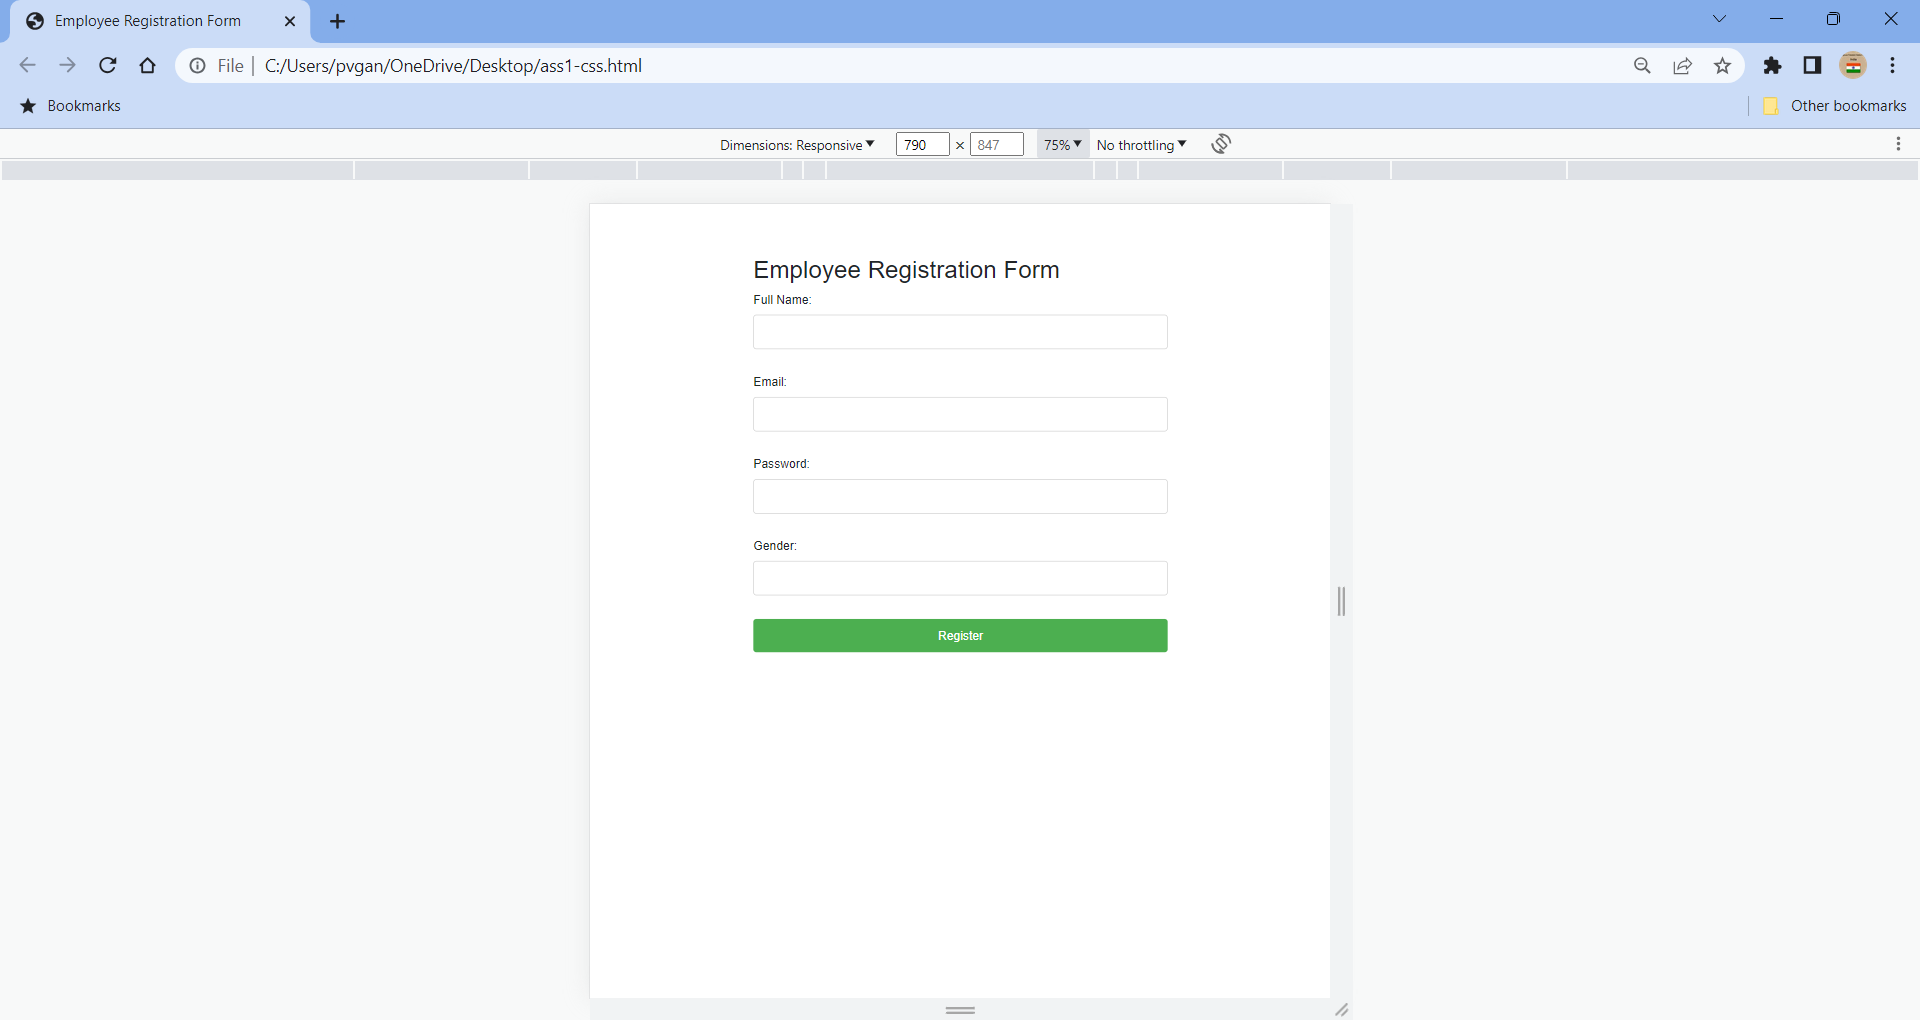 Employee Registration Form
File C:/Users/pvgan/OneDrive/Desktop/ass1-css.html
Bookmarks Other bookmarks
Dimensions: Responsive 790 × 847 75% No throttling
Employee Registration Form
Full Name:
Email:
Password:
Gender:
Register